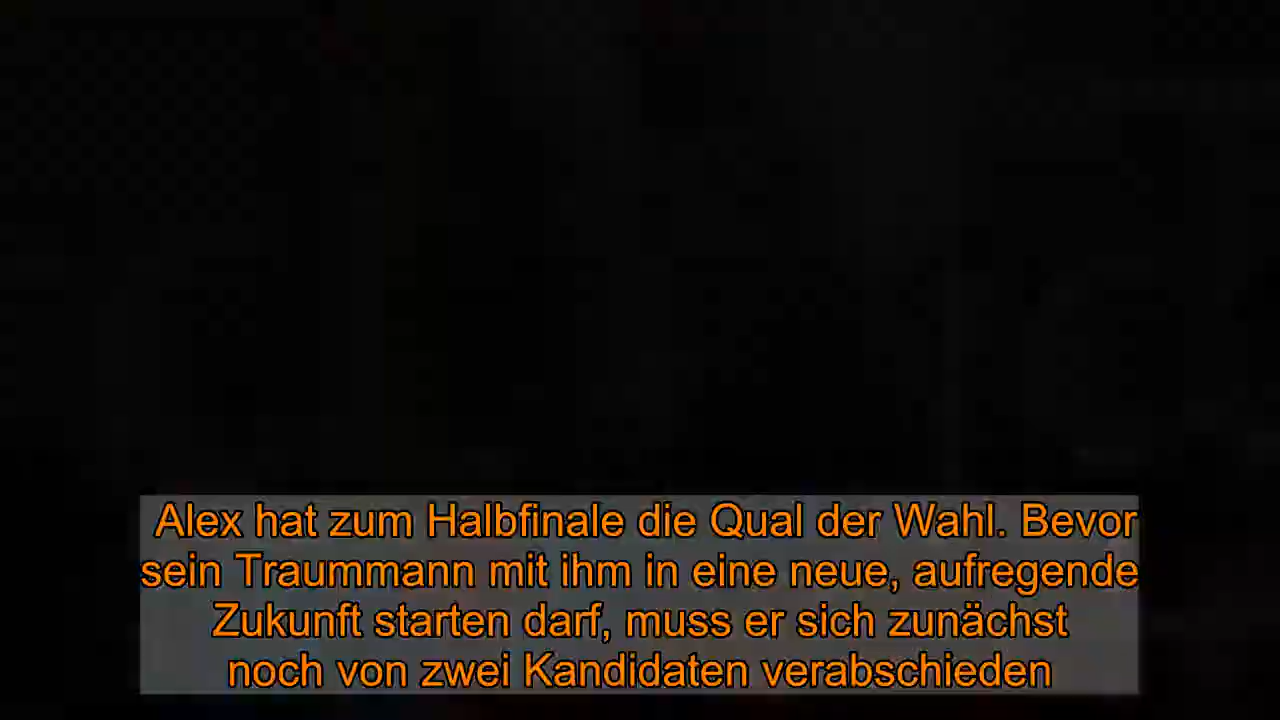 Alex hat zum Halbfinale die Qual der Wahl. Bevor
sein Traummann mit ihm in eine neue, aufregende
Zukunft starten darf, muss er sich zunächst
noch von zwei Kandidaten verabschieden